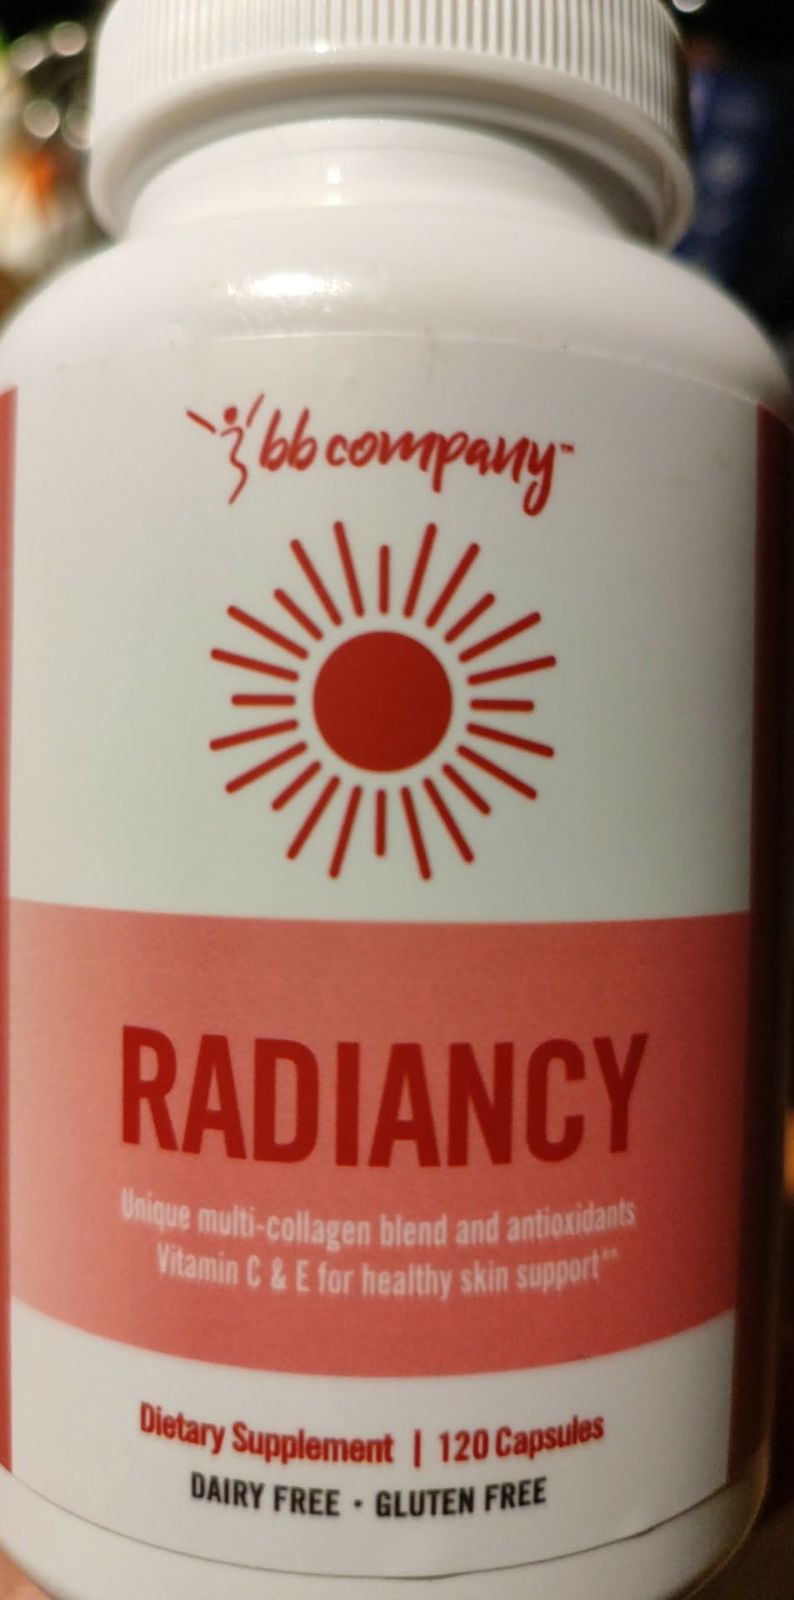 bb company™
RADIANCY
Unique multi-collagen blend and antioxidants
Vitamin C & E for healthy skin support**
Dietary Supplement | 120 Capsules
DAIRY FREE • GLUTEN FREE